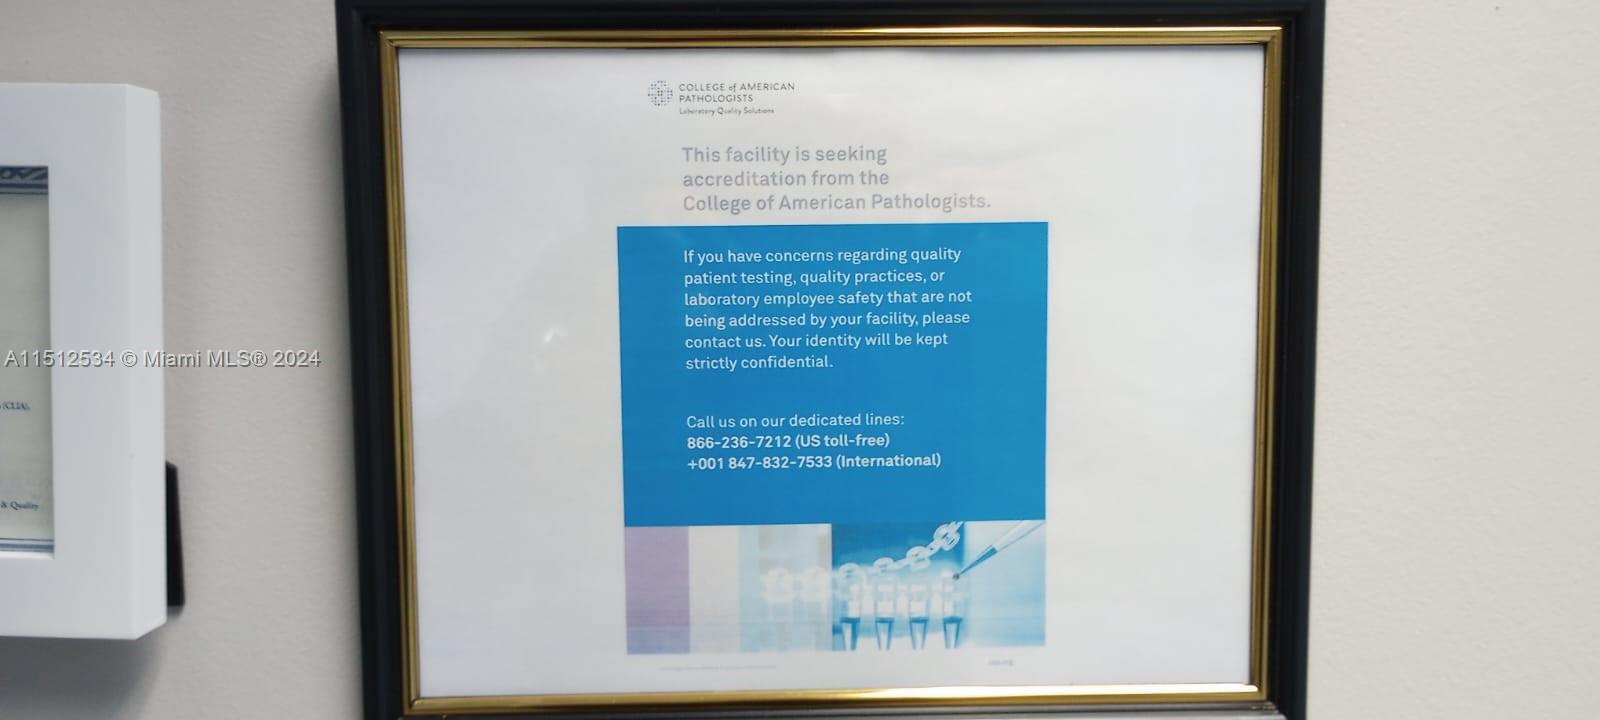 COLLEGE of AMERICAN
PATHOLOGISTS
Laboratory Quality Solutions
This facility is seeking
accreditation from the
College of American Pathologists.
If you have concerns regarding quality
patient testing, quality practices, or
laboratory employee safety that are not
being addressed by your facility, please
contact us. Your identity will be kept
strictly confidential.
Call us on our dedicated lines:
866-236-7212 (US toll-free)
+001 847-832-7533 (International)
A11512534 © Miami MLS® 2024
(CLIA),
& Quality